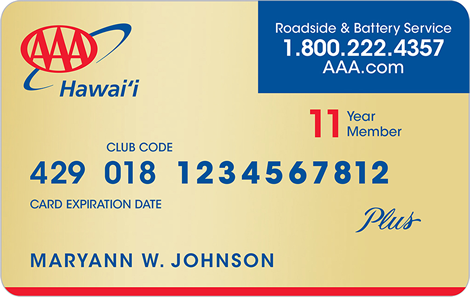 AAA
Hawai‘i
Roadside & Battery Service
1.800.222.4357
AAA.com
11 Year
Member
CLUB CODE
429 018 1234567812
CARD EXPIRATION DATE
Plus
MARYANN W. JOHNSON